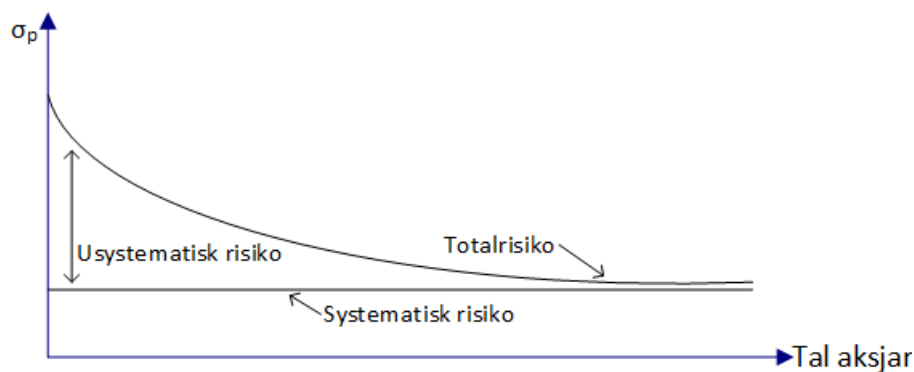 σp
Usystematisk risiko
Totalrisiko
Systematisk risiko
Tal aksjar